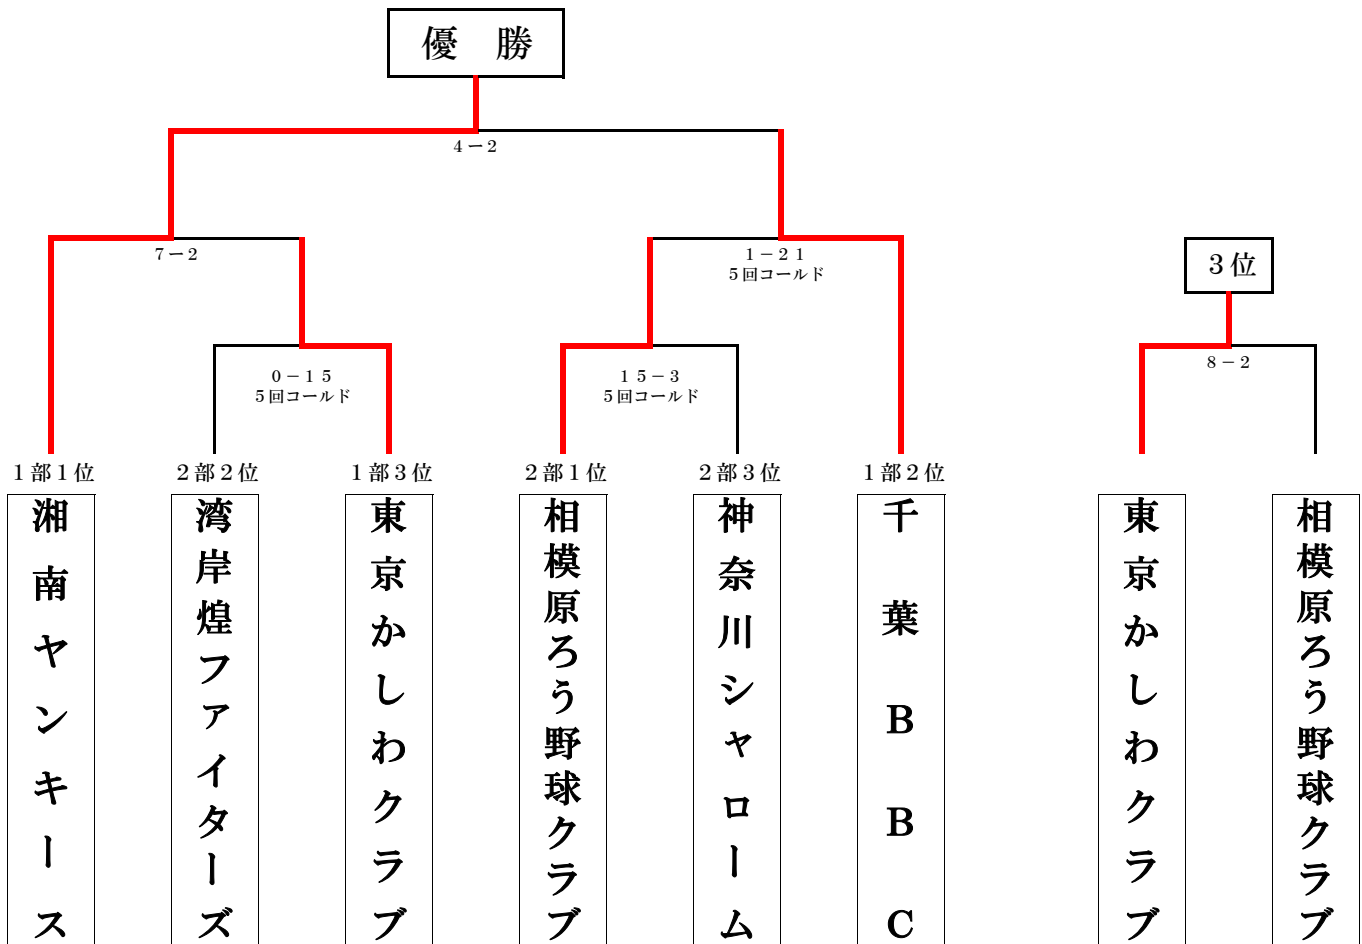 優　勝
４ー２
７ー２
１－２１
５回コールド
３位
０－１５
５回コールド
１５－３
５回コールド
８－２
１部１位
２部２位
１部３位
２部１位
２部３位
１部２位
湘南ヤンキース
湾岸煌ファイターズ
東京かしわクラブ
相模原ろう野球クラブ
神奈川シャローム
千葉ＢＢＣ
東京かしわクラブ
相模原ろう野球クラブ